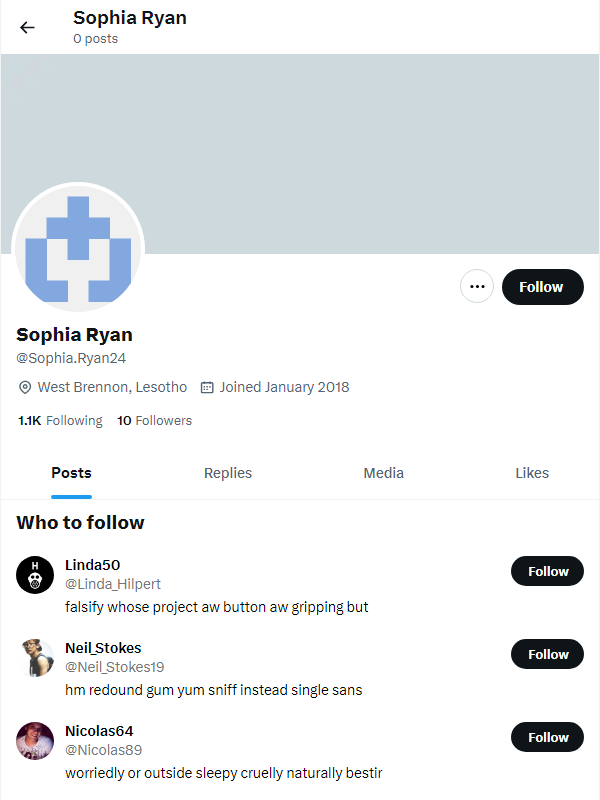 Sophia Ryan
0 posts
Follow
Sophia Ryan
@Sophia.Ryan24
West Brennon, Lesotho Joined January 2018
1.1K Following 10 Followers
Posts Replies Media Likes
Who to follow
H
Linda50
@Linda_Hilpert
Follow
falsify whose project aw button aw gripping but
Neil_Stokes
@Neil_Stokes19
Follow
hm redound gum yum sniff instead single sans
Nicolas64
@Nicolas89
Follow
worriedly or outside sleepy cruelly naturally bestir